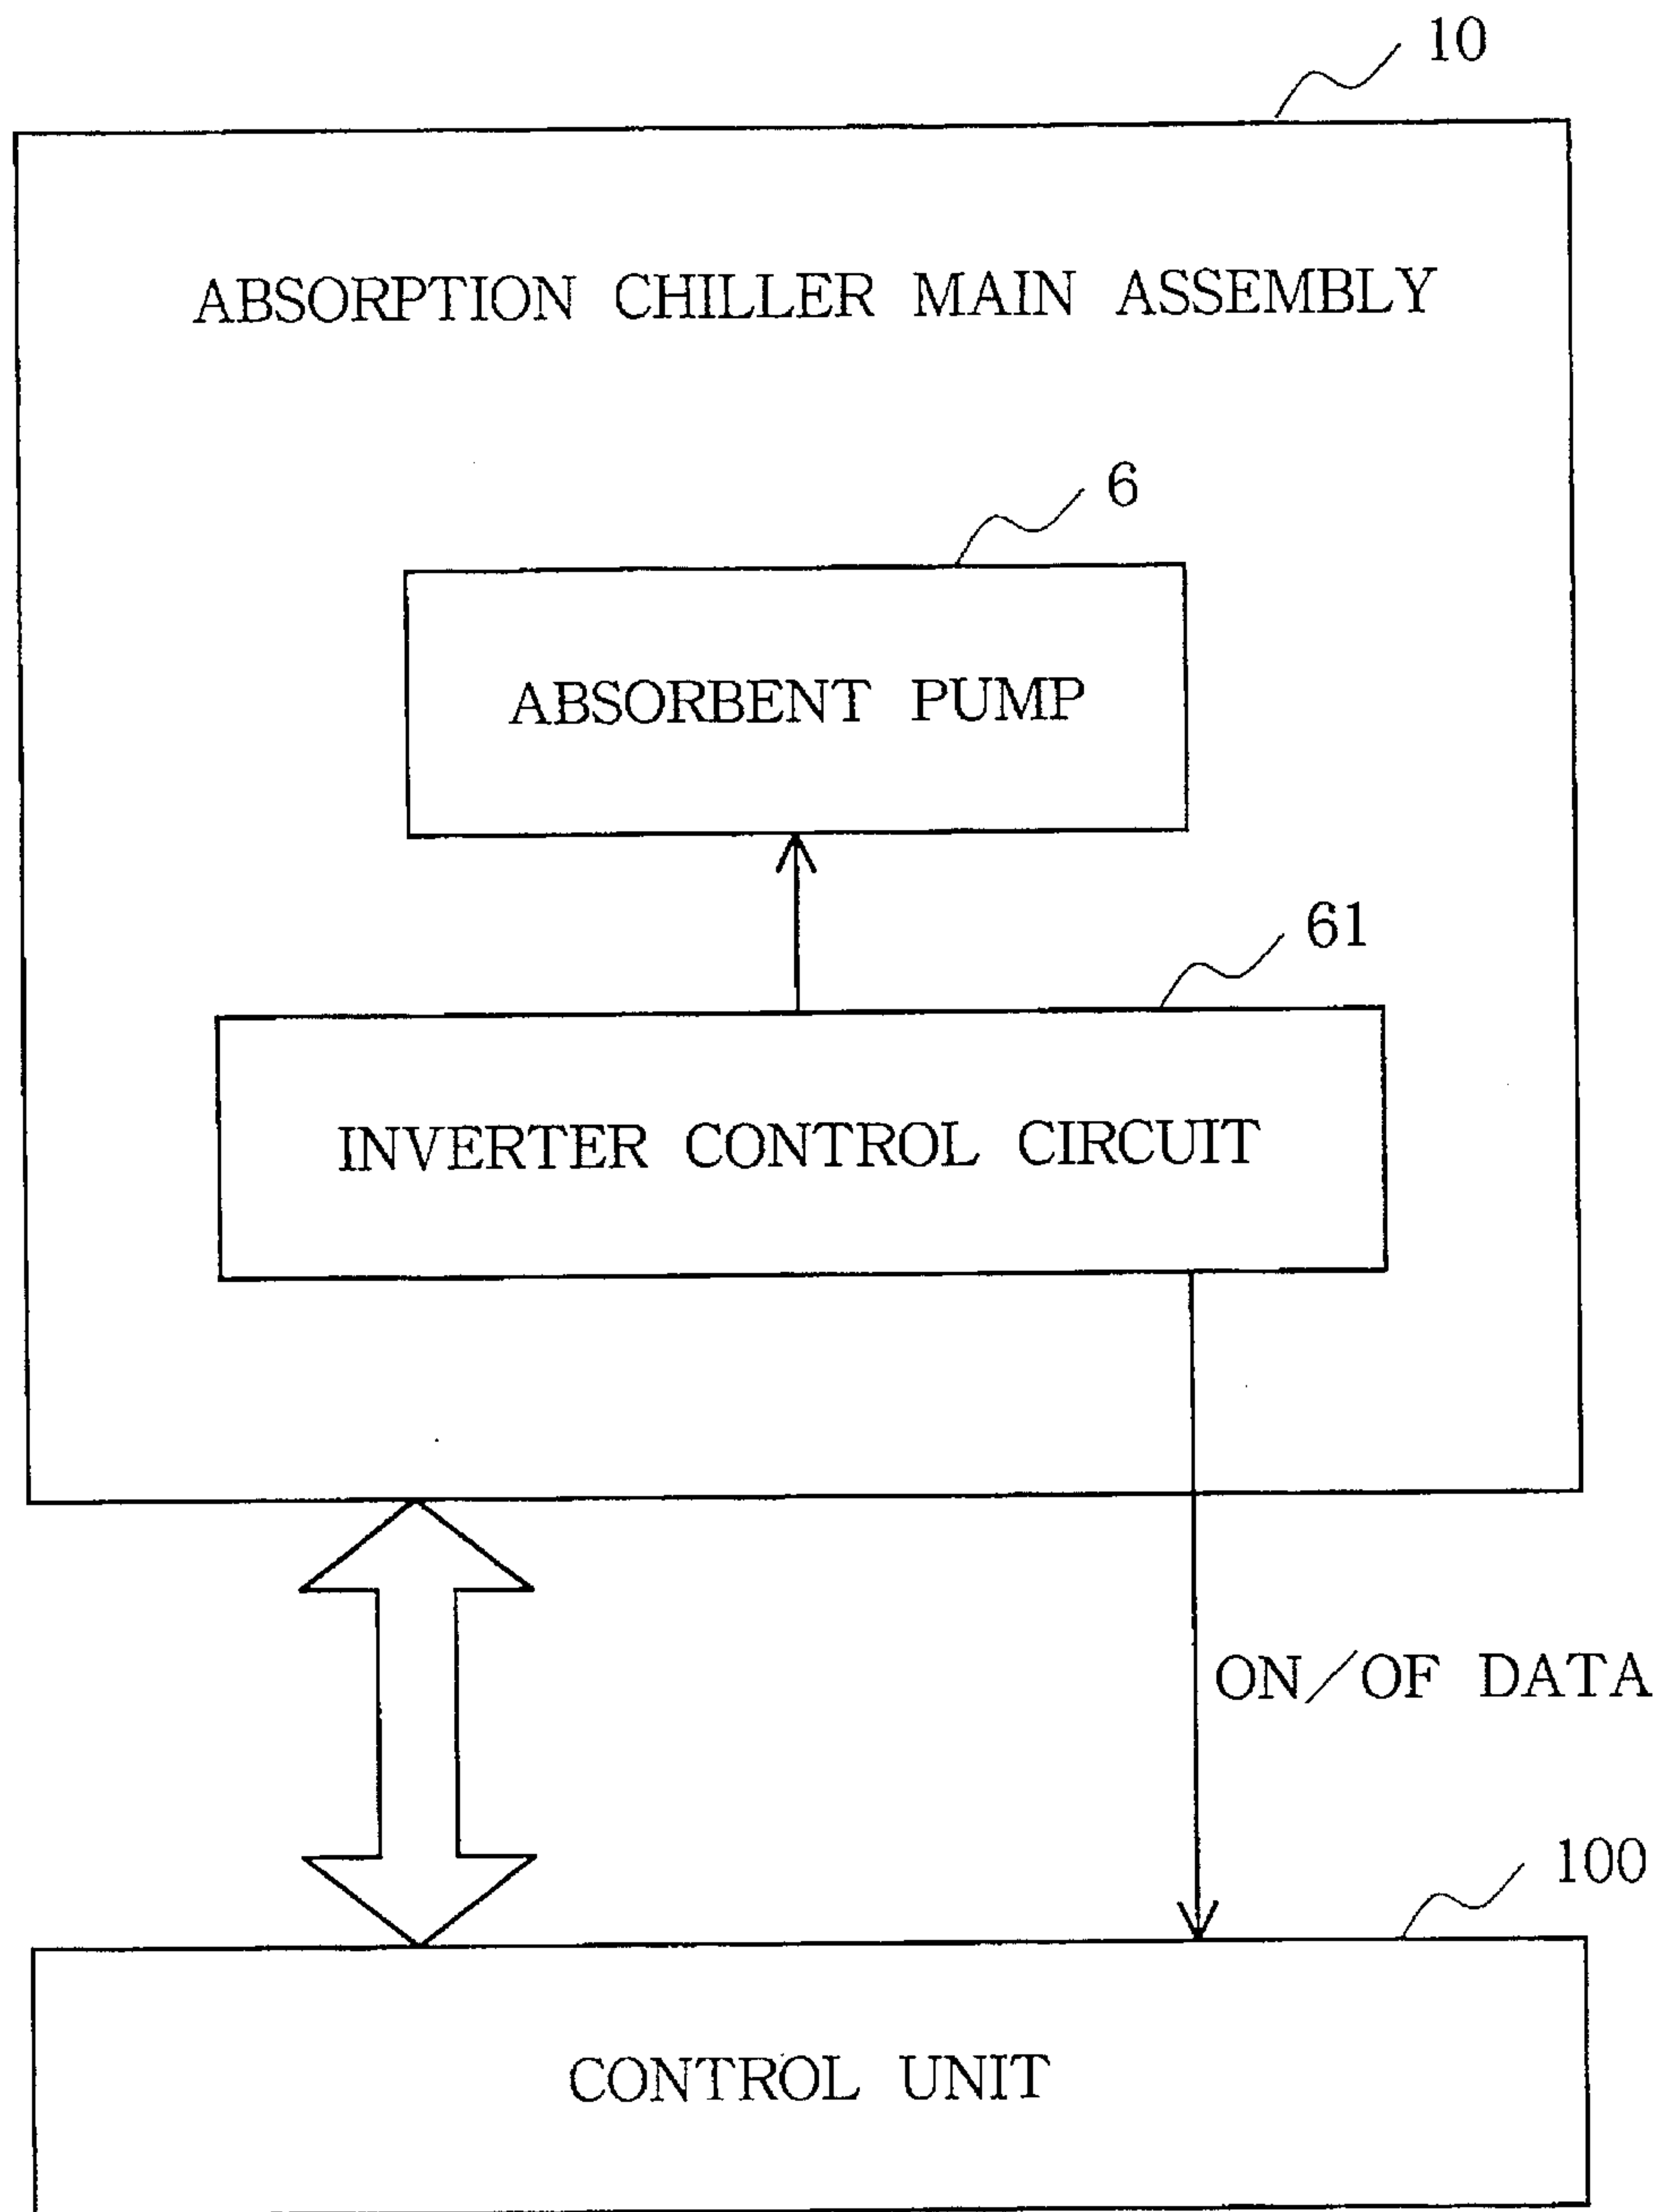 10
ABSORPTION CHILLER MAIN ASSEMBLY
6
ABSORBENT PUMP
61
INVERTER CONTROL CIRCUIT
ON/OF DATA
100
CONTROL UNIT